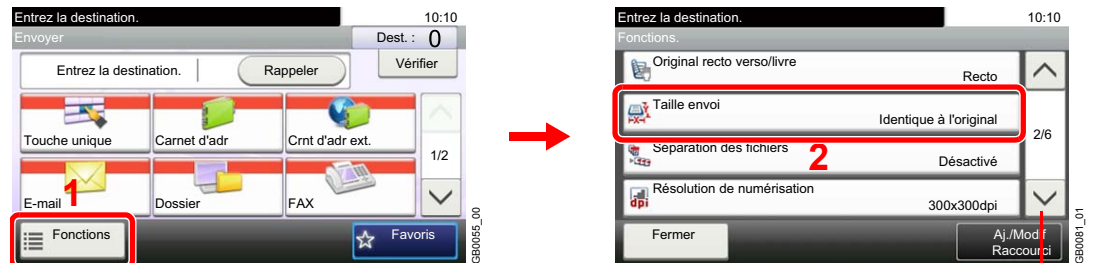 Entrez la destination.
10:10
Envoyer
Dest. : 0
Entrez la destination.
Rappeler
Vérifier
Touche unique
Carnet d'adr
Crnt d'adr ext.
1/2
1
E-mail
Dossier
FAX
Fonctions
Favoris
GB0055_00
Entrez la destination.
10:10
Fonctions.
Original recto verso/livre
Recto
Taille envoi
Identique à l'original
2/6
Séparation des fichiers
2
Désactivé
Résolution de numérisation
dpi
300x300dpi
Fermer
Aj./Modif
Raccourci
GB0081_01